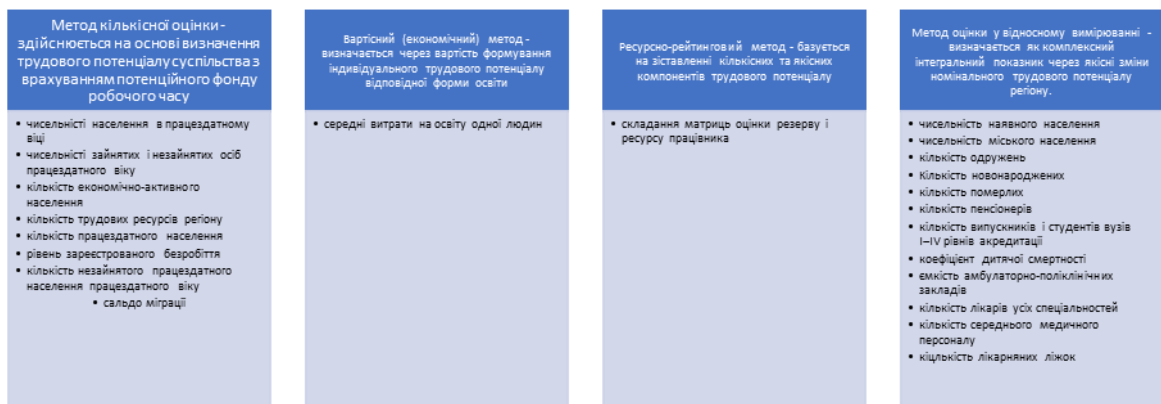 Метод кількісної оцінки -
здійснюється на основі визначення
трудового потенціалу суспільства з
врахуванням потенційного фонду
робочого часу
• чисельності населення в працездатному
віці
• чисельності зайнятих і незайнятих осіб
працездатного віку
• кількість економічно-активного
населення
• кількість трудових ресурсів регіону
• кількість працездатного населення
• рівень зареєстрованого безробіття
• кількість незайнятого працездатного
населення працездатного віку
• сальдо міграції
Вартісний (економічний) метод -
визначається через вартість формування
індивідуального трудового потенціалу
відповідної форми освіти
• середні витрати на освіту одної людин
Ресурсно-рейтинговий метод - базується
на зіставленні кількісних та якісних
компонентів трудового потенціалу
• складання матриць оцінки резерву і
ресурсу працівника
Метод оцінки у відносному вимірюванні -
визначається як комплексний
інтегральний показник через якісні зміни
номінального трудового потенціалу
регіону.
• чисельність наявного населення
• чисельність міського населення
• кількість одружень
• Кількість новонароджених
• кількість померлих
• кількість пенсіонерів
• кількість випускників і студентів вузів
І–IV рівнів акредитації
• коефіцієнт дитячої смертності
• ємкість амбулаторно-поліклінічних
закладів
• кількість лікарів усіх спеціальностей
• кількість середнього медичного
персоналу
• кіцлькість лікарняних ліжок